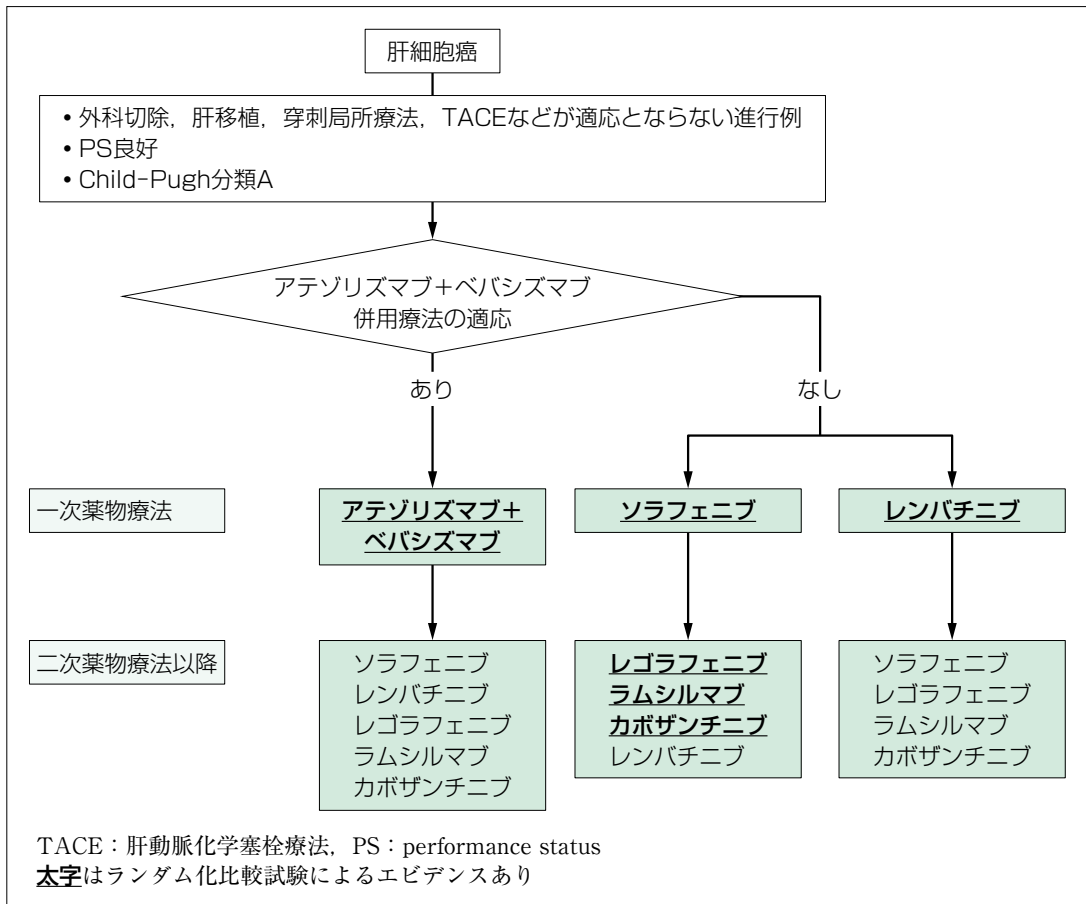 肝細胞癌
• 外科切除，肝移植，穿刺局所療法，TACEなどが適応とならない進行例
• PS良好
• Child-Pugh分類A
アテゾリズマブ＋ベバシズマブ
併用療法の適応
あり
なし
一次薬物療法
アテゾリズマブ＋
ベバシズマブ
ソラフェニブ
レンバチニブ
二次薬物療法以降
ソラフェニブ
レンバチニブ
レゴラフェニブ
ラムシルマブ
カボザンチニブ
レゴラフェニブ
ラムシルマブ
カボザンチニブ
レンバチニブ
ソラフェニブ
レゴラフェニブ
ラムシルマブ
カボザンチニブ
TACE：肝動脈化学塞栓療法，PS：performance status
太字はランダム化比較試験によるエビデンスあり